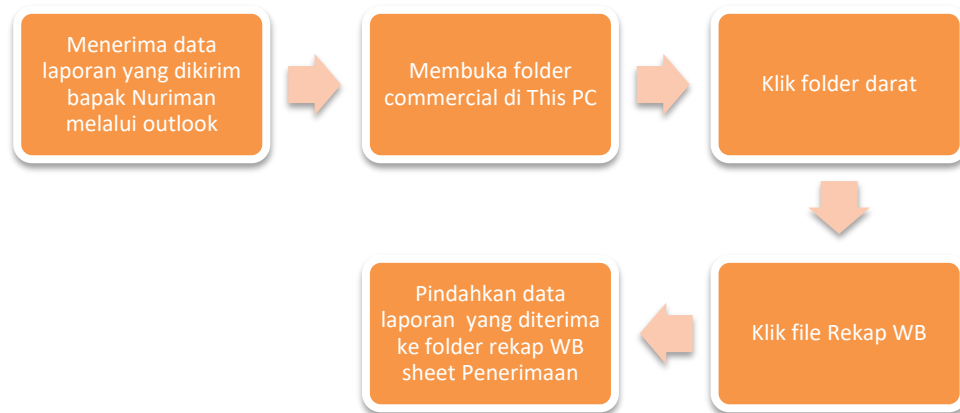 Menerima data
laporan yang dikirim
bapak Nuriman
melalui outlook
Membuka folder
commercial di This PC
Klik folder darat
Klik file Rekap WB
Pindahkan data
laporan yang diterima
ke folder rekap WB
sheet Penerimaan